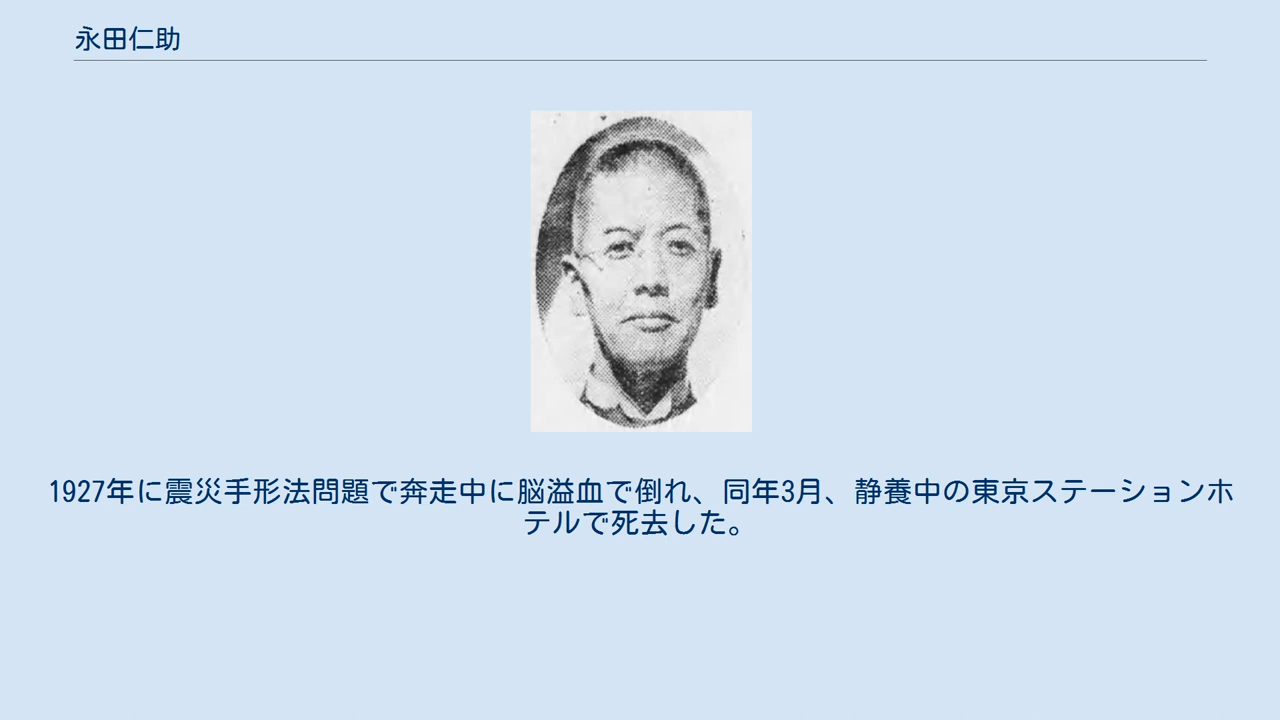 永田仁助
1927年に震災手形法問題で奔走中に脳溢血で倒れ、同年3月、静養中の東京ステーションホ
テルで死去した。